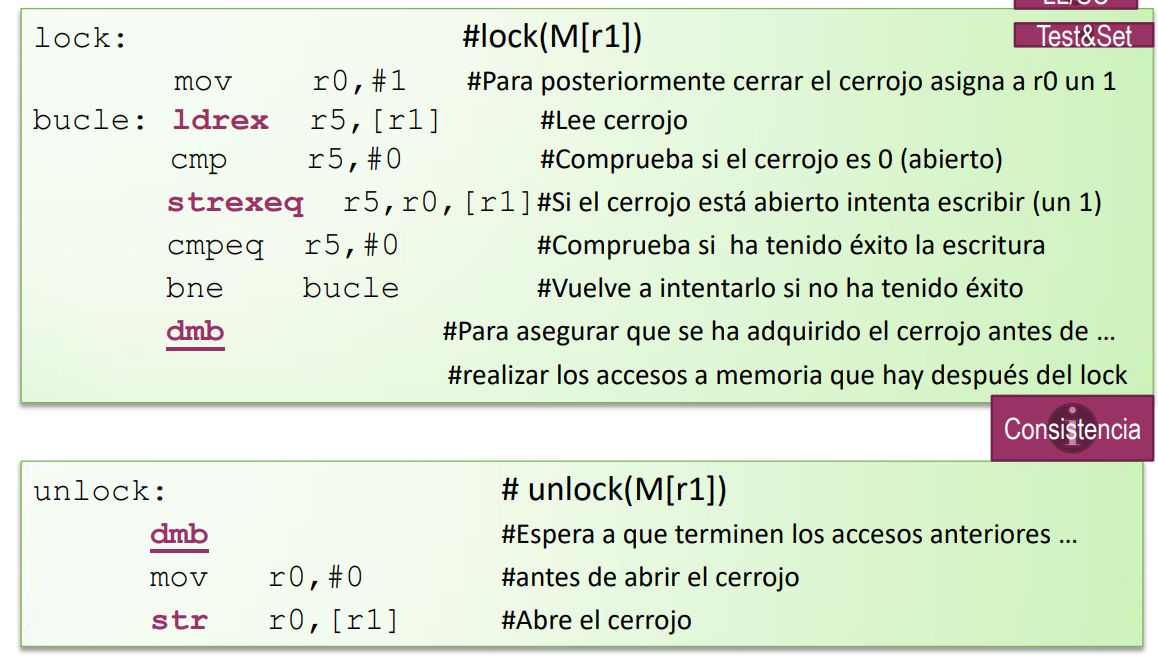 lock: #lock(M[r1])
Test&Set
mov r0,#1 #Para posteriormente cerrar el cerrojo asigna a r0 un 1
bucle: ldrex r5,[r1] #Lee cerrojo
cmp r5,#0 #Comprueba si el cerrojo es 0 (abierto)
strexeq r5,r0,[r1] #Si el cerrojo está abierto intenta escribir (un 1)
cmpeq r5,#0 #Comprueba si ha tenido éxito la escritura
bne bucle #Vuelve a intentarlo si no ha tenido éxito
dmb #Para asegurar que se ha adquirido el cerrojo antes de …
#realizar los accesos a memoria que hay después del lock
Consistencia
unlock: # unlock(M[r1])
dmb #Espera a que terminen los accesos anteriores …
mov r0,#0 #antes de abrir el cerrojo
str r0,[r1] #Abre el cerrojo